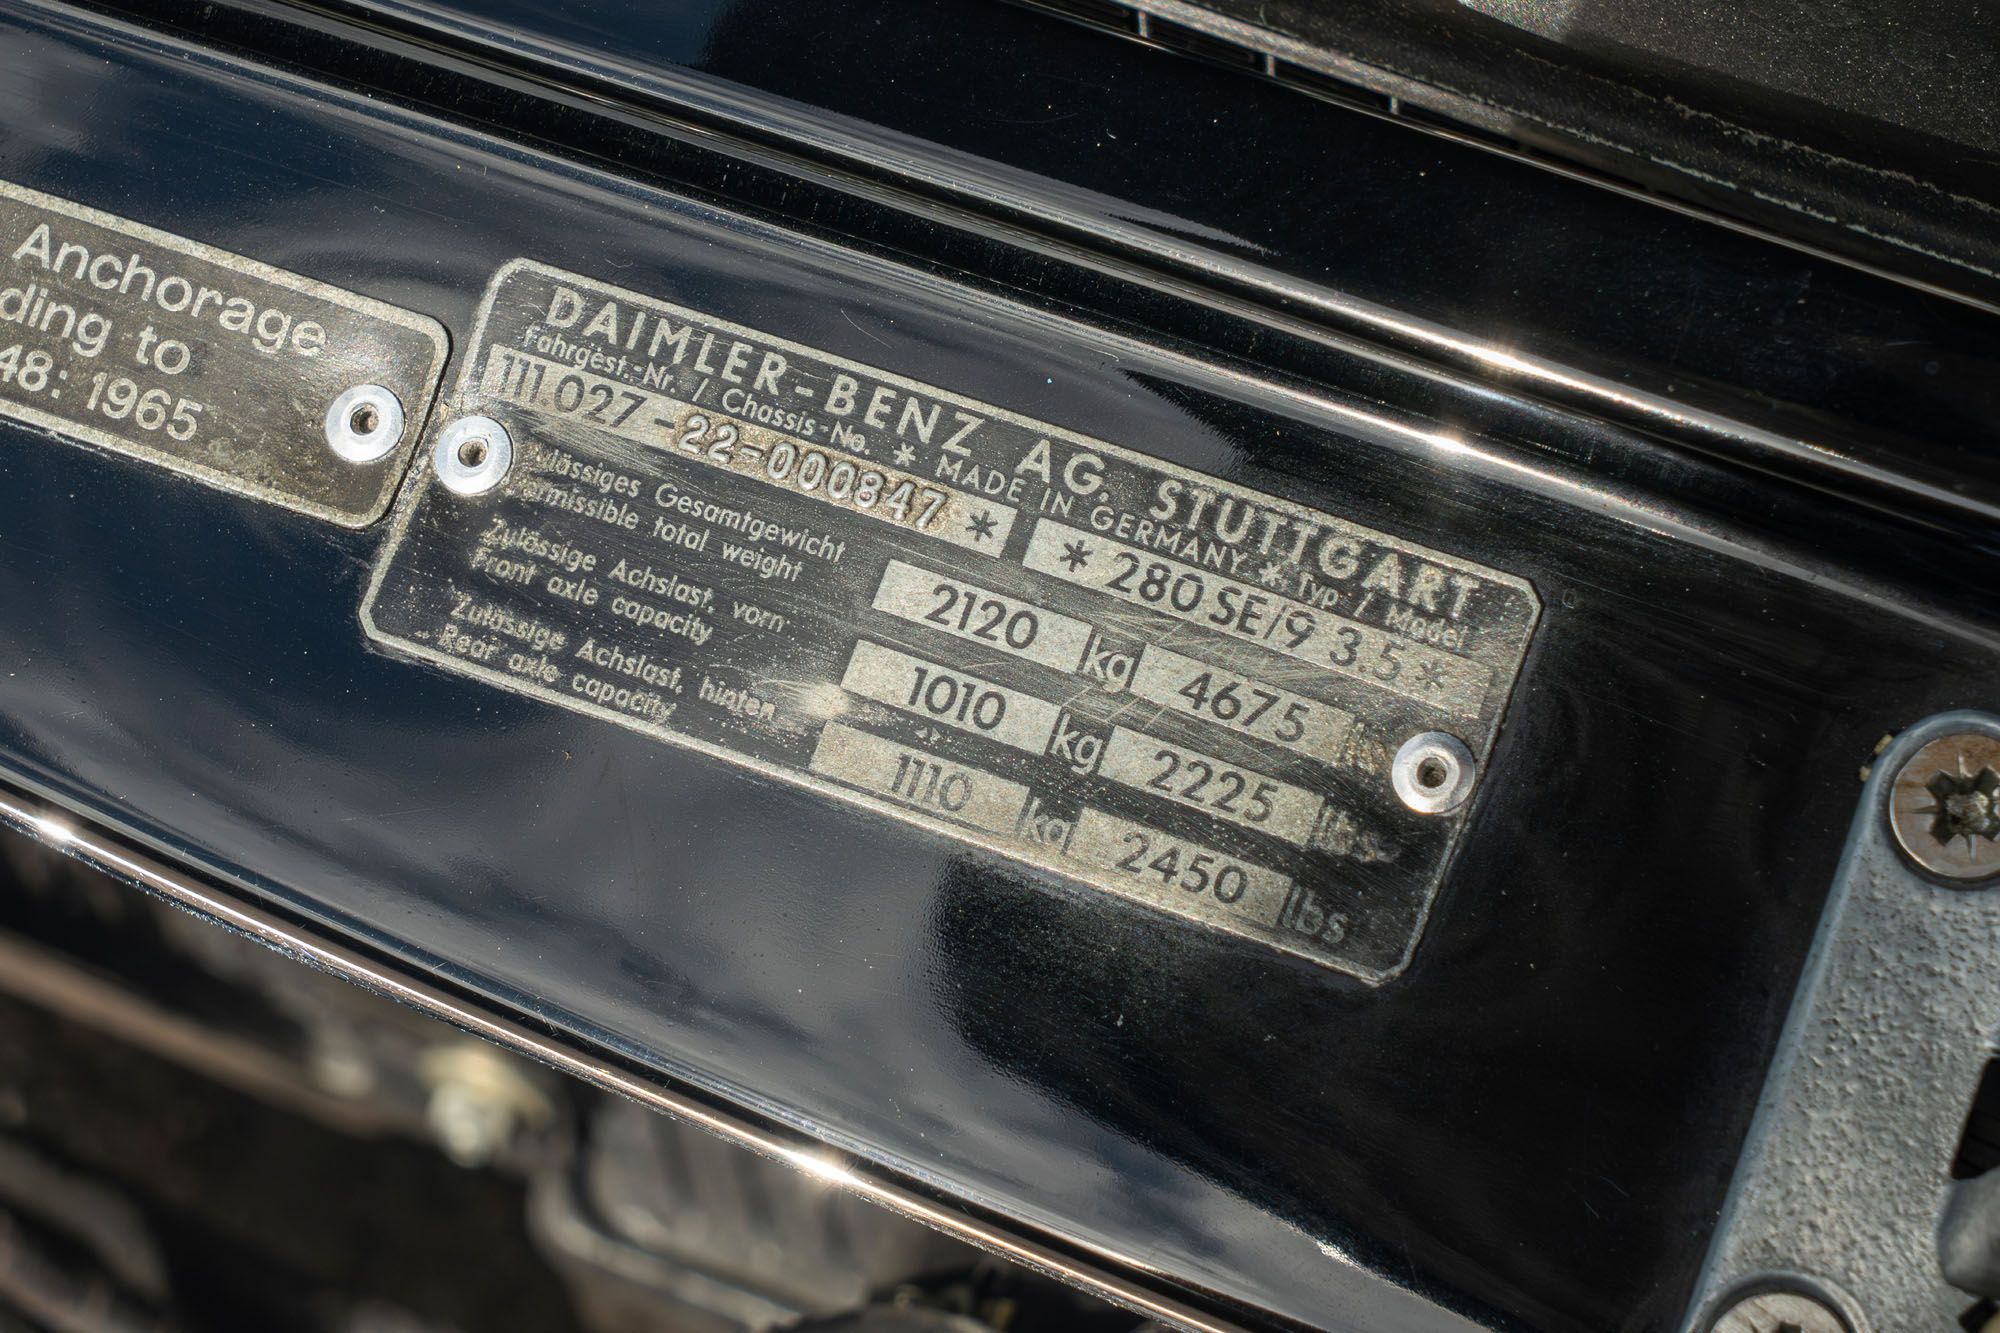 Anchorage
ding to
48: 1965
DAIMLER-BENZ AG. STUTTGART
Fahrgest.-Nr. / Chassis-No. * MADE IN GERMANY * Typ / Model
111.027-22-000847 * * 280 SE/9 3.5 *
Zulässiges Gesamtgewicht
Permissible total weight
2120 kg 4675
Zulässige Achslast, vorn
Front axle capacity
1010 kg 2225 lbs
Zulässige Achslast, hinten
Rear axle capacity
1110 kg 2450 lbs